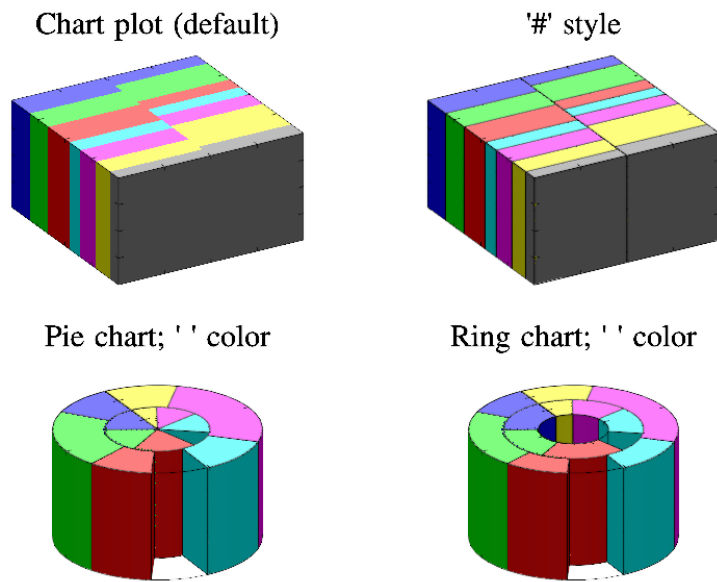 Chart plot (default)
'#' style
Pie chart; ' ' color
Ring chart; ' ' color